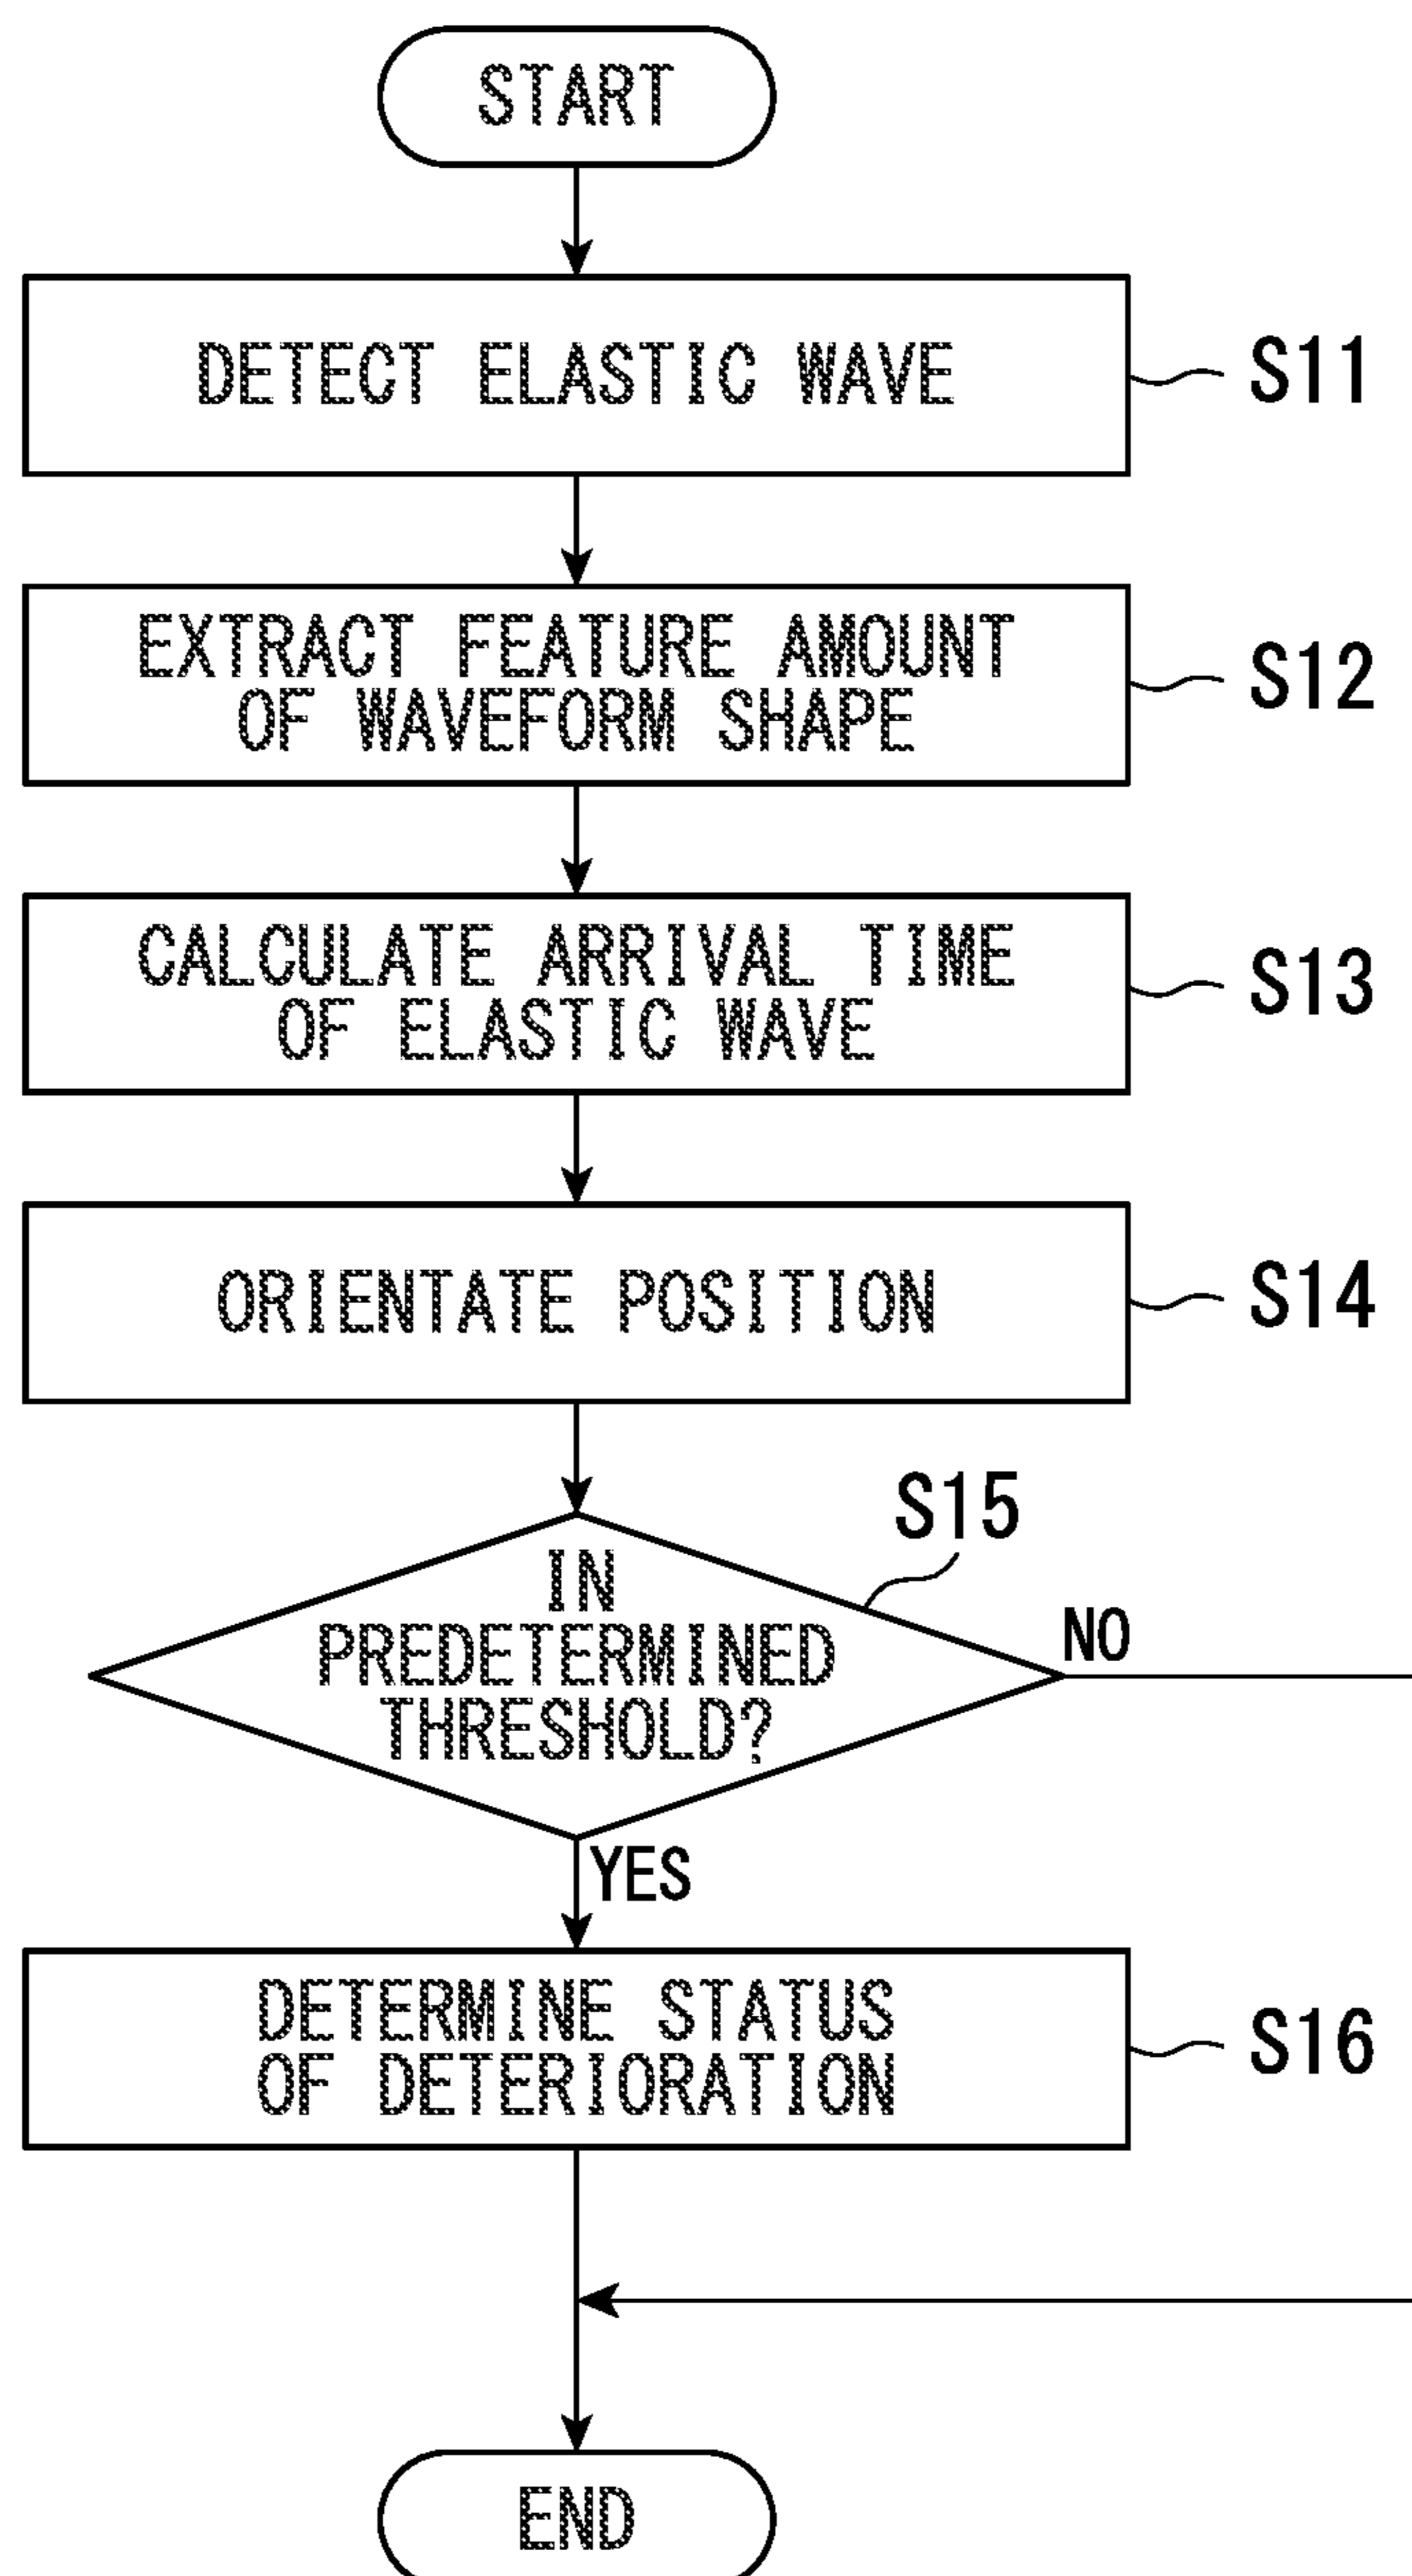 START
DETECT ELASTIC WAVE
S11
EXTRACT FEATURE AMOUNT
OF WAVEFORM SHAPE
S12
CALCULATE ARRIVAL TIME
OF ELASTIC WAVE
S13
ORIENTATE POSITION
S14
S15
IN
PREDETERMINED
THRESHOLD?
NO
YES
DETERMINE STATUS
OF DETERIORATION
S16
END